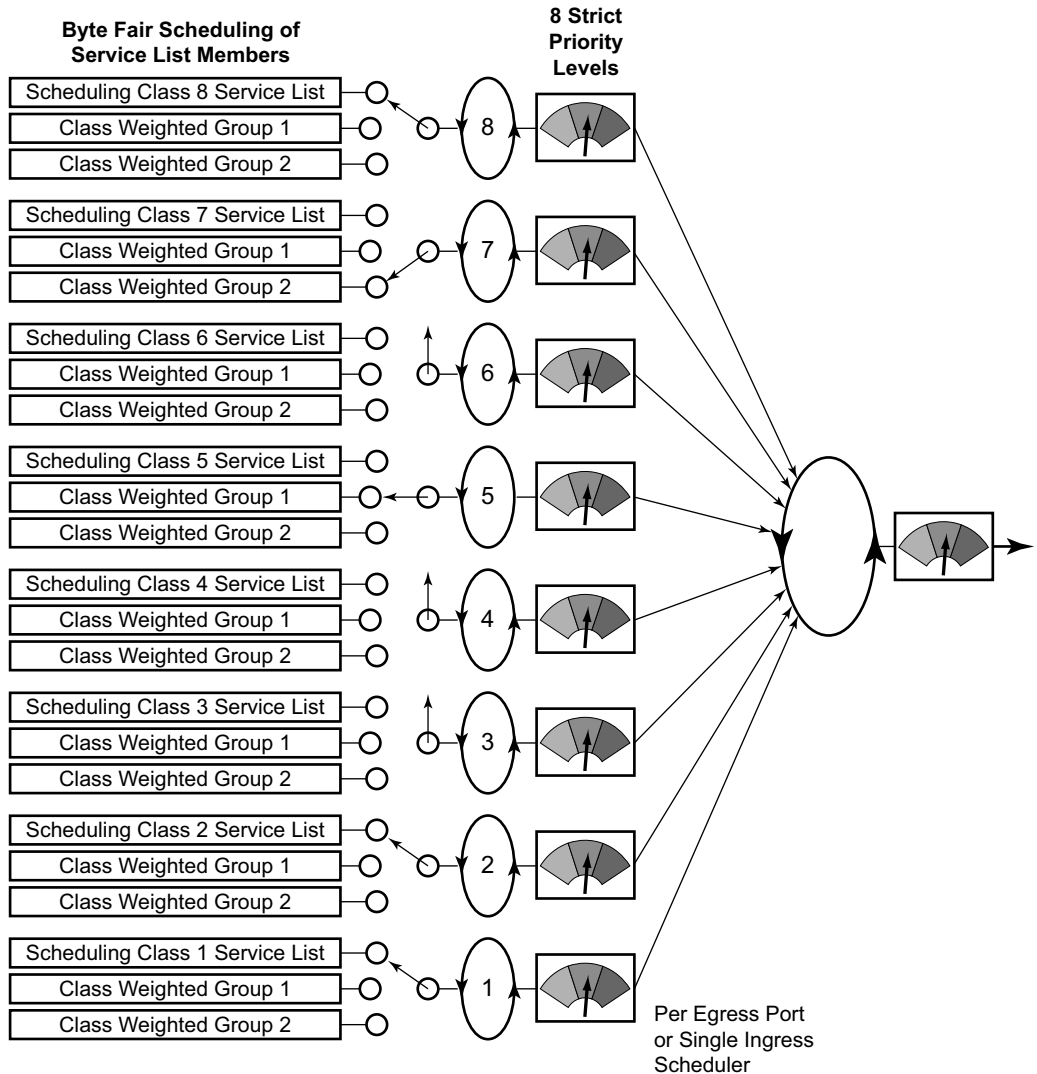 Byte Fair Scheduling of
Service List Members
8 Strict
Priority
Levels
Scheduling Class 8 Service List
Class Weighted Group 1
Class Weighted Group 2
8
Scheduling Class 7 Service List
Class Weighted Group 1
Class Weighted Group 2
7
Scheduling Class 6 Service List
Class Weighted Group 1
Class Weighted Group 2
6
Scheduling Class 5 Service List
Class Weighted Group 1
Class Weighted Group 2
5
Scheduling Class 4 Service List
Class Weighted Group 1
Class Weighted Group 2
4
Scheduling Class 3 Service List
Class Weighted Group 1
Class Weighted Group 2
3
Scheduling Class 2 Service List
Class Weighted Group 1
Class Weighted Group 2
2
Scheduling Class 1 Service List
Class Weighted Group 1
Class Weighted Group 2
1
Per Egress Port
or Single Ingress
Scheduler